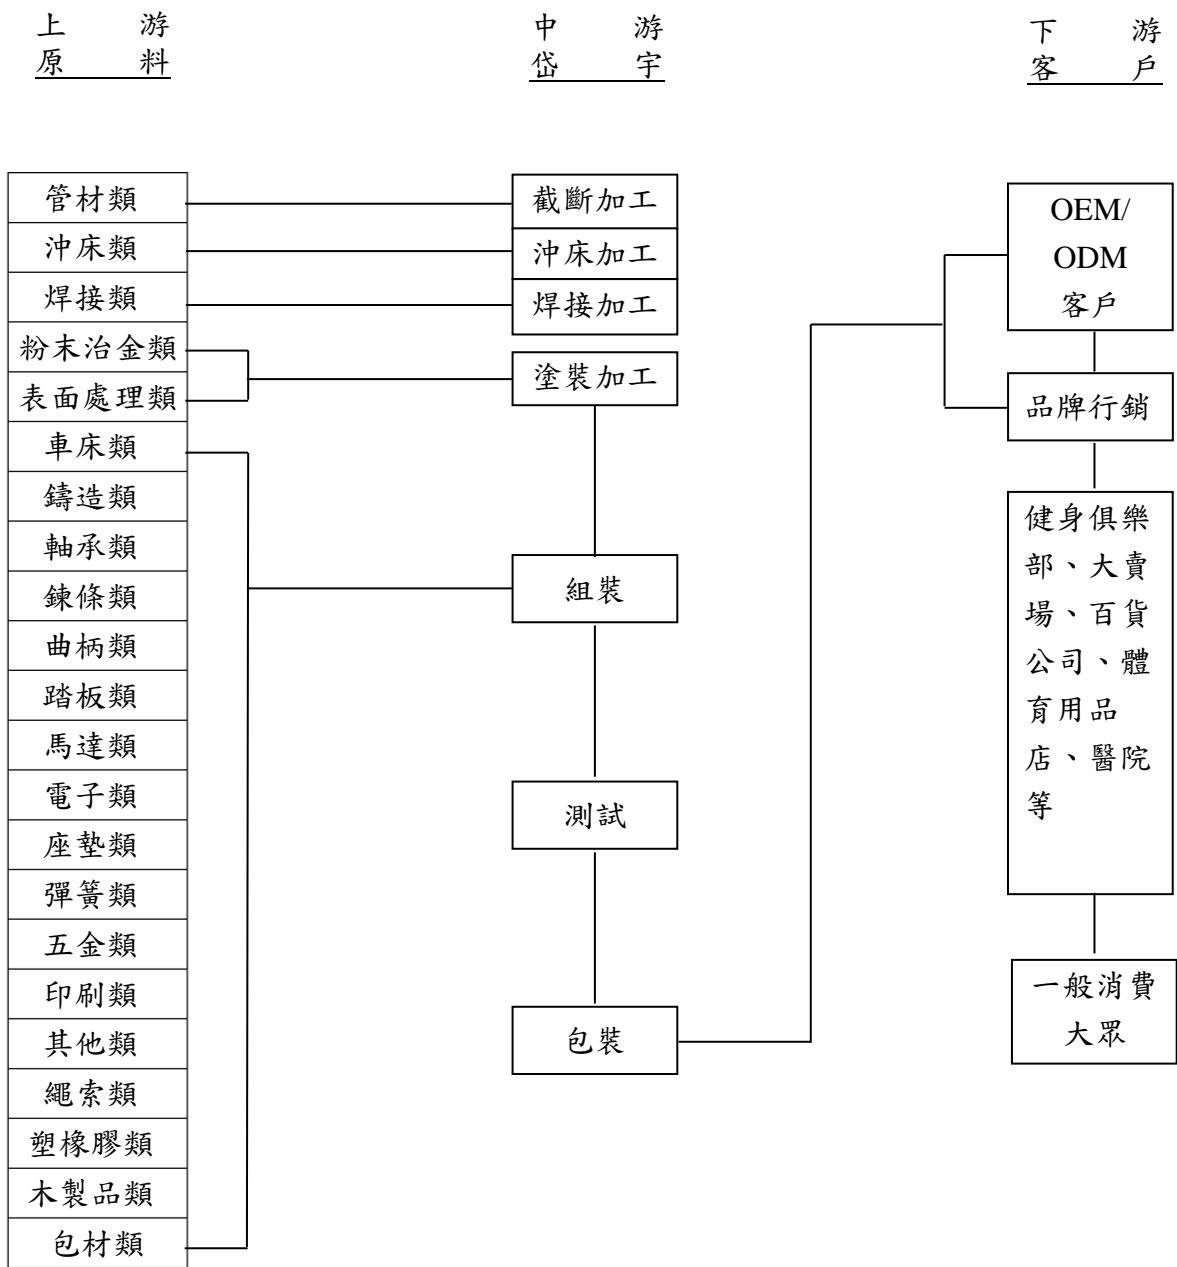 上 游
原 料
中 游
岱 宇
下 游
客 戶
管材類
沖床類
焊接類
粉末治金類
表面處理類
車床類
鑄造類
軸承類
鍊條類
曲柄類
踏板類
馬達類
電子類
座墊類
彈簧類
五金類
印刷類
其他類
繩索類
塑橡膠類
木製品類
包材類
截斷加工
沖床加工
焊接加工
塗裝加工
組裝
測試
包裝
OEM/
ODM
客戶
品牌行銷
健身俱樂
部、大賣
場、百貨
公司、體
育用品
店、醫院
等
一般消費
大眾